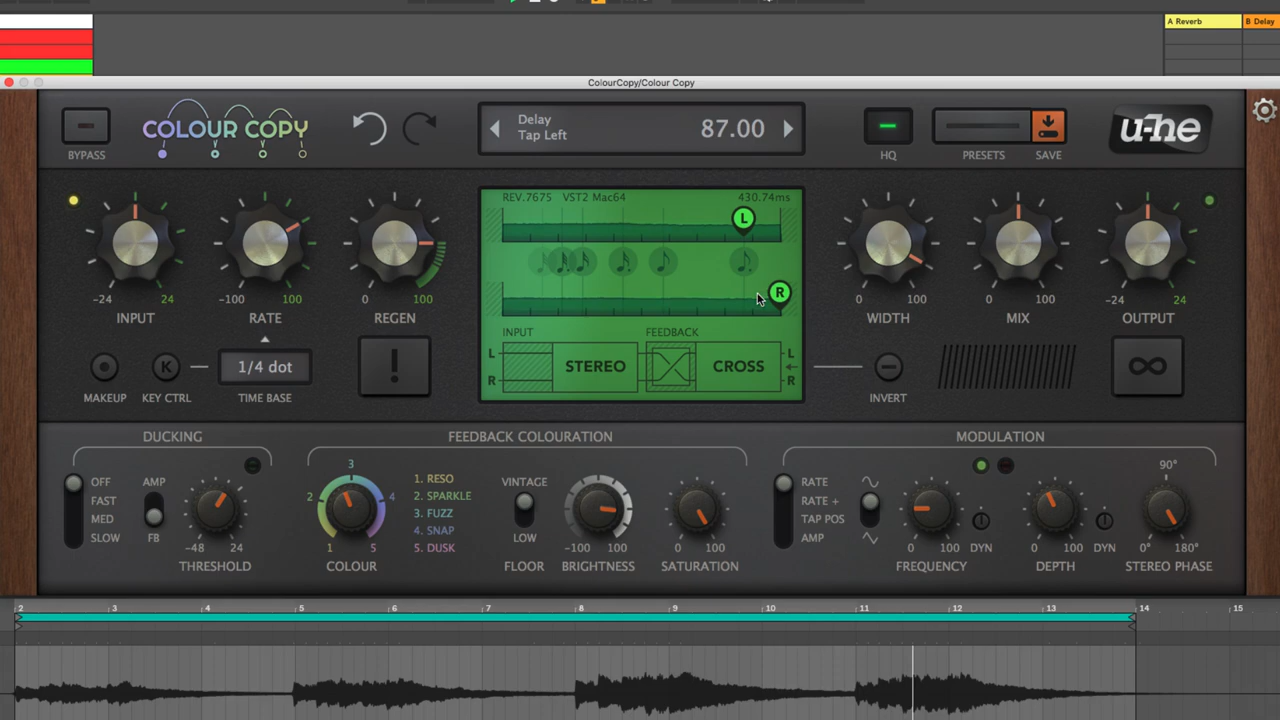 A Reverb
B Delay
ColourCopy/Colour Copy
BYPASS
COLOUR COPY
Delay
Tap Left
87.00
HQ
PRESETS
SAVE
u-he
REV.7675 VST2 Mac64 430.74ms
L
R
-24 24
INPUT
-100 100
RATE
0 100
REGEN
0 100
WIDTH
0 100
MIX
-24 24
OUTPUT
INPUT
FEEDBACK
L
R
STEREO
CROSS
L
R
MAKEUP
K
KEY CTRL
1/4 dot
TIME BASE
!
INVERT
∞
DUCKING
OFF
FAST
MED
SLOW
AMP
FB
-48 24
THRESHOLD
FEEDBACK COLOURATION
1 2 3 4 5
COLOUR
1. RESO
2. SPARKLE
3. FUZZ
4. SNAP
5. DUSK
VINTAGE
LOW
FLOOR
-100 100
BRIGHTNESS
0 100
SATURATION
MODULATION
RATE
RATE +
TAP POS
AMP
0 100
FREQUENCY
DYN
0 100
DEPTH
DYN
90°
0° 180°
STEREO PHASE
2 3 4 5 6 7 8 9 10 11 12 13 14 15